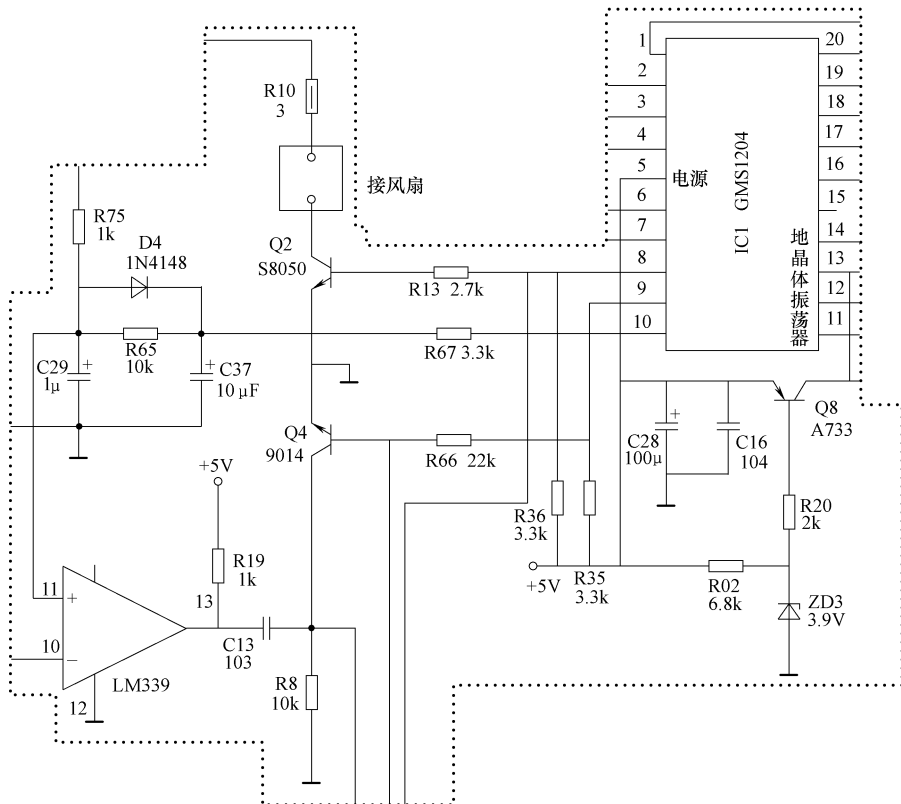 R10
3
接风扇
R75
1k
D4
1N4148
Q2
S8050
R13 2.7k
R65
10k
R67 3.3k
C29
1μ
+
C37
10 μF
+
Q4
9014
R66 22k
+5V
R19
1k
11
+
10
−
13
12
LM339
C13
103
R8
10k
R36
3.3k
R35
3.3k
+5V
1
2
3
4
5
6
7
8
9
10
电源
IC1 GMS1204
地晶体振荡器
20
19
18
17
16
15
14
13
12
11
C28
100μ
+
C16
104
Q8
A733
R20
2k
R02
6.8k
ZD3
3.9V